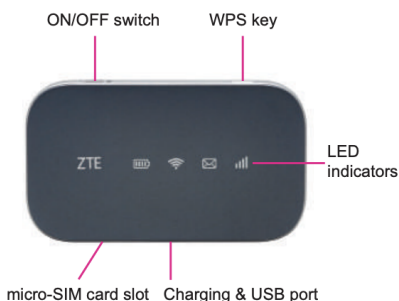 ON/OFF switch
WPS key
ZTE
LED
indicators
micro-SIM card slot
Charging & USB port